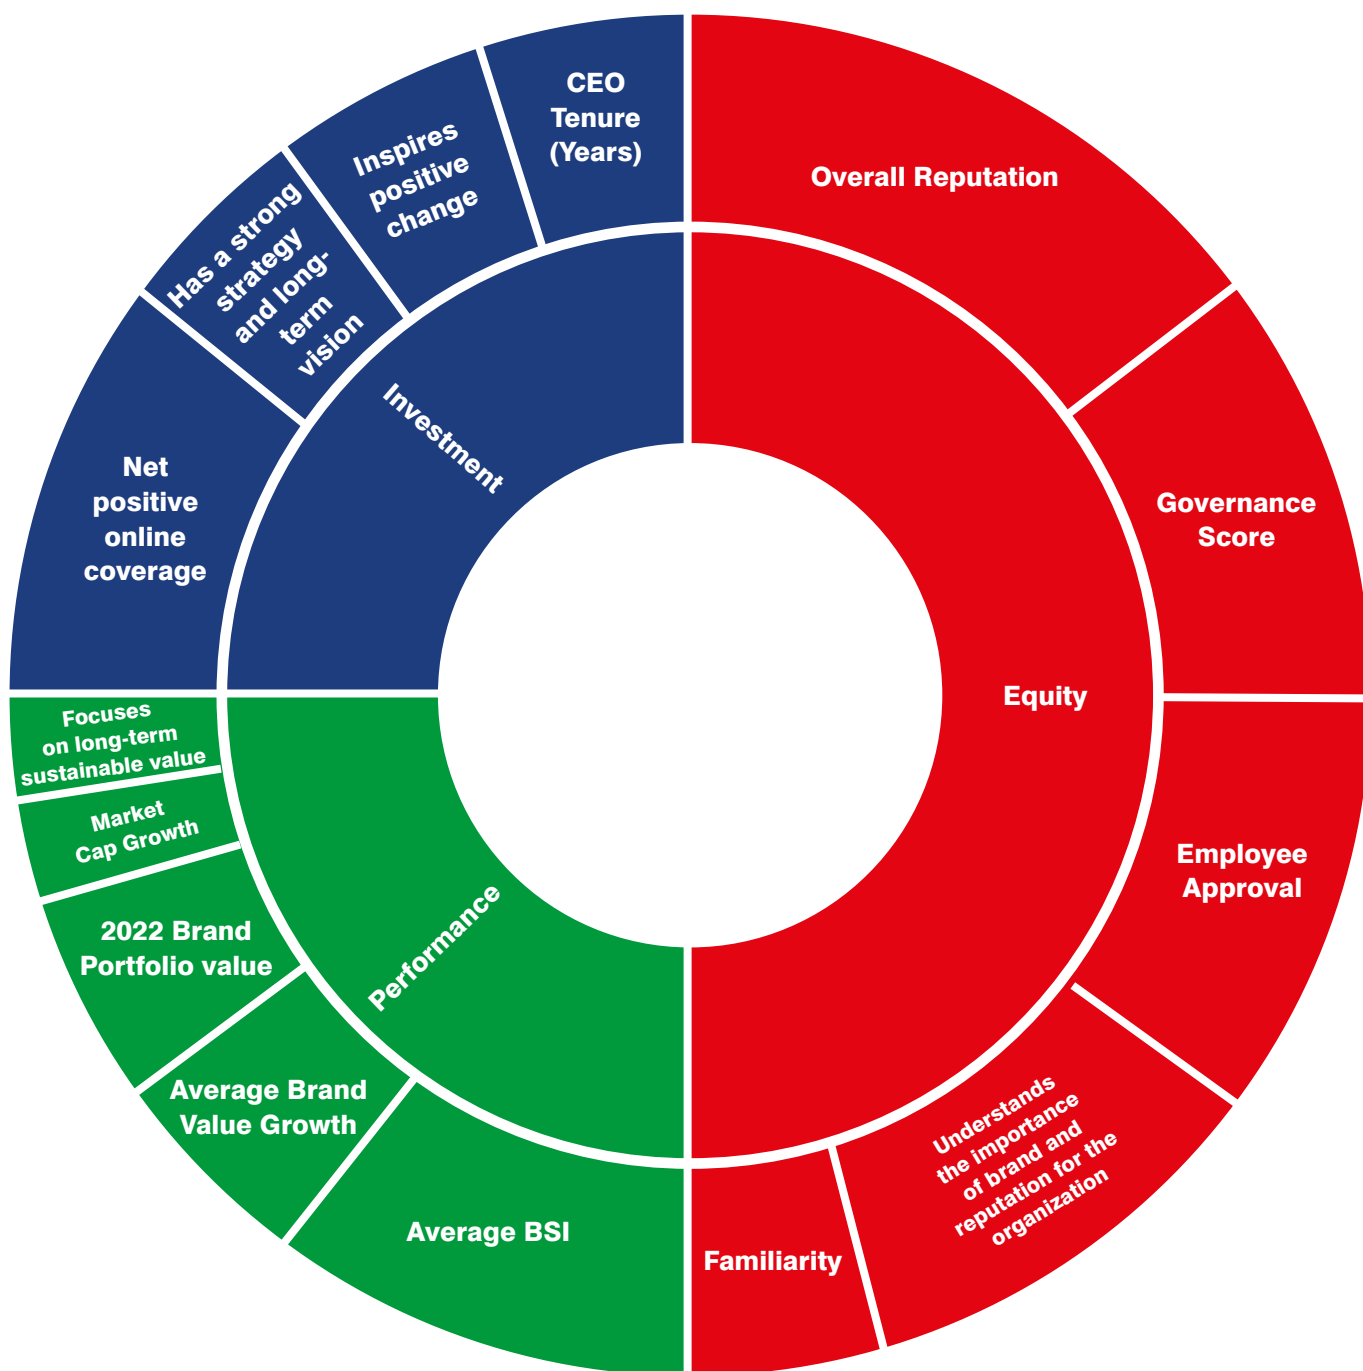 CEO
Tenure
(Years)
Inspires
positive
change
Has a strong
strategy
and long-
term
vision
Net
positive
online
coverage
Investment
Overall Reputation
Governance
Score
Equity
Employee
Approval
Understands
the importance
of brand and
reputation for the
organization
Familiarity
Focuses
on long-term
sustainable value
Market
Cap Growth
2022 Brand
Portfolio value
Average Brand
Value Growth
Average BSI
Performance